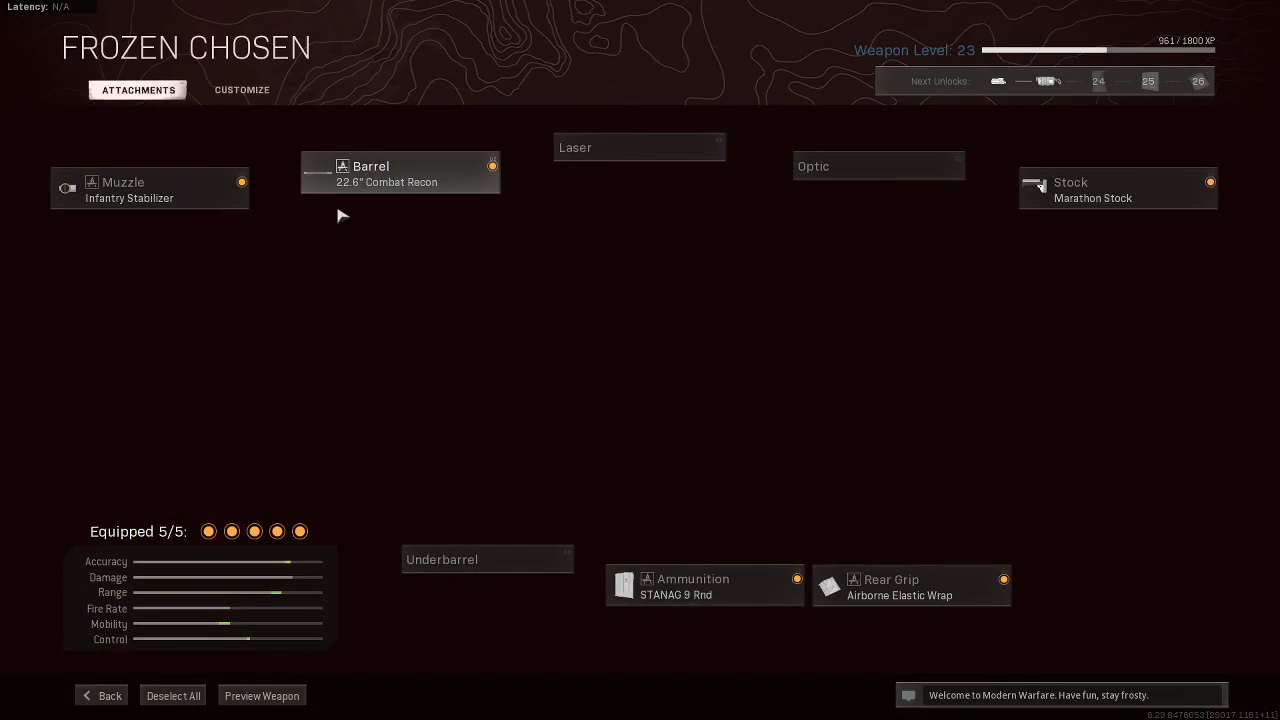 Latency: N/A
FROZEN CHOSEN
ATTACHMENTS
CUSTOMIZE
Weapon Level: 23
961 / 1800 XP
Next Unlocks:
24
25
26
Muzzle
Infantry Stabilizer
Barrel
22.6" Combat Recon
Laser
Optic
Stock
Marathon Stock
Equipped 5/5:
Accuracy
Damage
Range
Fire Rate
Mobility
Control
Underbarrel
Ammunition
STANAG 9 Rnd
Rear Grip
Airborne Elastic Wrap
Back
Deselect All
Preview Weapon
Welcome to Modern Warfare. Have fun, stay frosty.